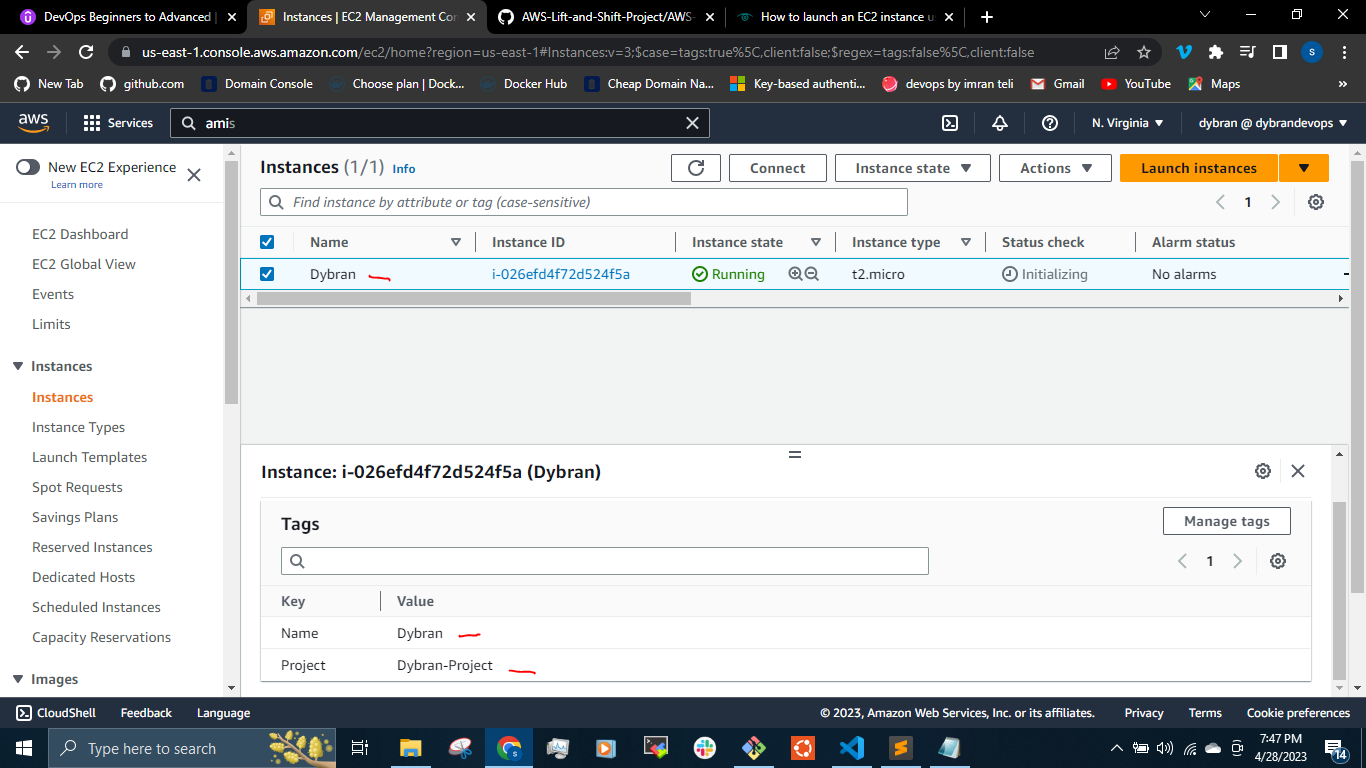 DevOps Beginners to Advanced |
Instances | EC2 Management Con
AWS-Lift-and-Shift-Project/AWS-
How to launch an EC2 instance u
us-east-1.console.aws.amazon.com/ec2/home?region=us-east-1#Instances:v=3;$case=tags:true%5C,client:false;$regex=tags:false%5C,client:false
s
New Tab
github.com
Domain Console
Choose plan | Dock...
Docker Hub
Cheap Domain Na...
Key-based authenti...
devops by imran teli
Gmail
YouTube
Maps
»
aws
Services
amis
N. Virginia
dybran @ dybrandevops
New EC2 Experience
Learn more
EC2 Dashboard
EC2 Global View
Events
Limits
Instances
Instances
Instance Types
Launch Templates
Spot Requests
Savings Plans
Reserved Instances
Dedicated Hosts
Scheduled Instances
Capacity Reservations
Images
Instances (1/1) Info
Connect
Instance state
Actions
Launch instances
Find instance by attribute or tag (case-sensitive)
1
Name Instance ID Instance state Instance type Status check Alarm status
Dybran i-026efd4f72d524f5a Running t2.micro Initializing No alarms
Instance: i-026efd4f72d524f5a (Dybran)
Tags
Manage tags
1
Key Value
Name Dybran
Project Dybran-Project
CloudShell Feedback Language © 2023, Amazon Web Services, Inc. or its affiliates. Privacy Terms Cookie preferences
Type here to search
7:47 PM
4/28/2023
14